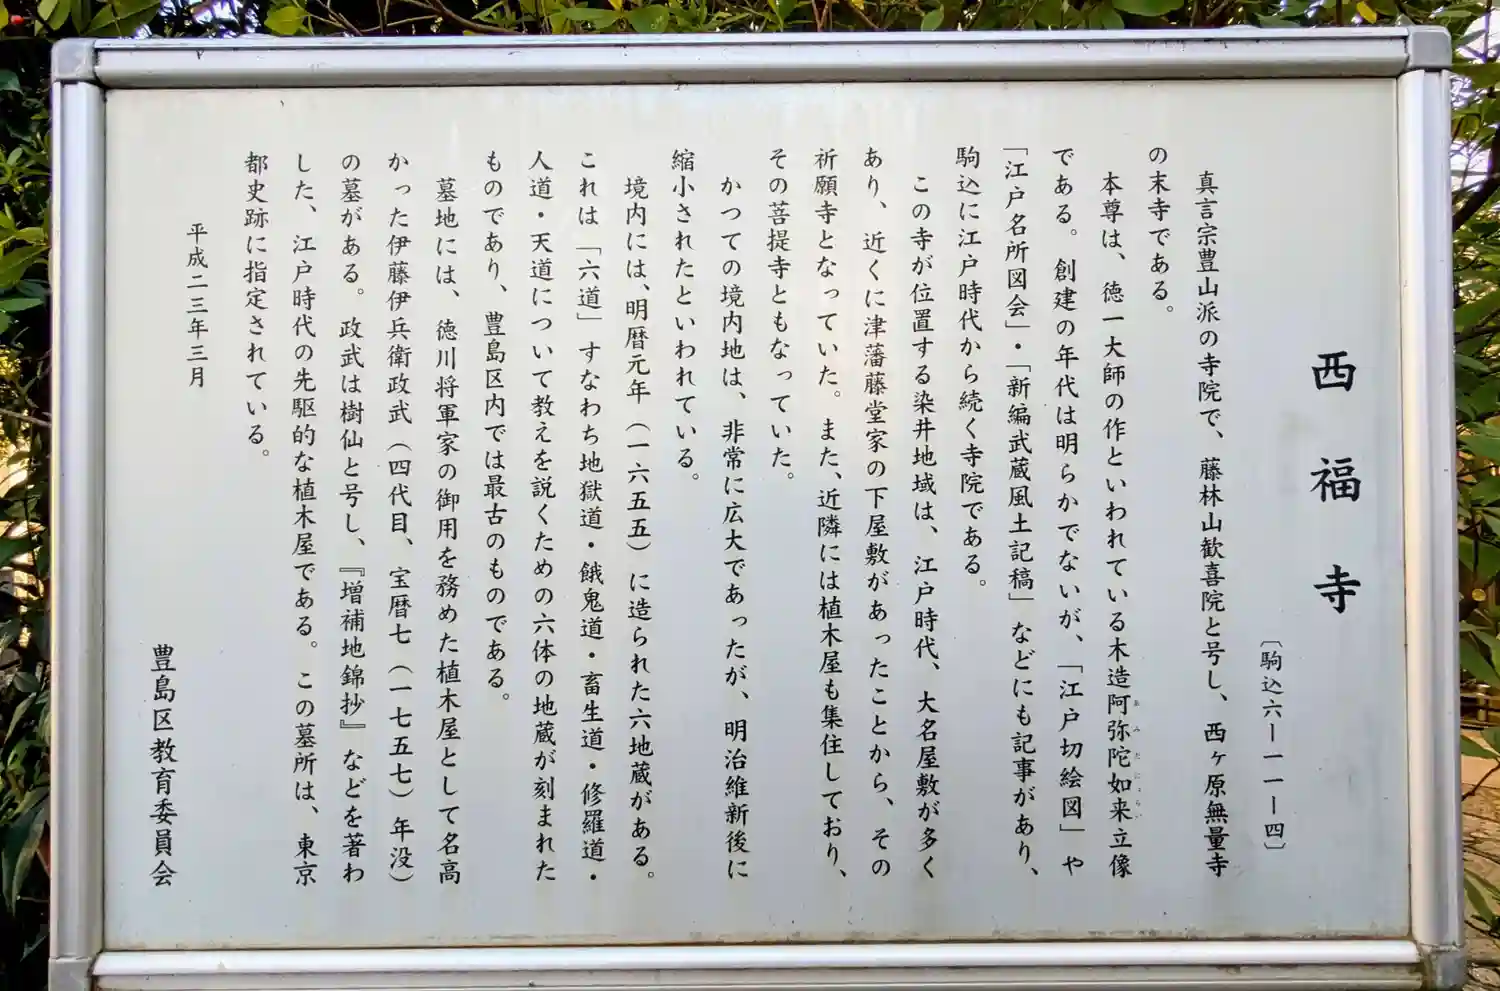 西福寺
〔駒込六ー一一ー四〕
真言宗豊山派の寺院で、藤林山歓喜院と号し、西ヶ原無量寺
の末寺である。
本尊は、徳一大師の作といわれている木造阿弥陀如来立像
あみだにょらい
である。創建の年代は明らかでないが、「江戸切絵図」や
「江戸名所図会」・「新編武蔵風土記稿」などにも記事があり、
駒込に江戸時代から続く寺院である。
この寺が位置する染井地域は、江戸時代、大名屋敷が多く
あり、近くに津藩藤堂家の下屋敷があったことから、その
祈願寺となっていた。また、近隣には植木屋も集住しており、
その菩提寺ともなっていた。
かつての境内地は、非常に広大であったが、明治維新後に
縮小されたといわれている。
境内には、明暦元年（一六五五）に造られた六地蔵がある。
これは「六道」すなわち地獄道・餓鬼道・畜生道・修羅道・
人道・天道について教えを説くための六体の地蔵が刻まれた
ものであり、豊島区内では最古のものである。
墓地には、徳川将軍家の御用を務めた植木屋として名高
かった伊藤伊兵衛政武（四代目、宝暦七（一七五七）年没）
の墓がある。政武は樹仙と号し、『増補地錦抄』などを著わ
した、江戸時代の先駆的な植木屋である。この墓所は、東京
都史跡に指定されている。
平成二三年三月
豊島区教育委員会